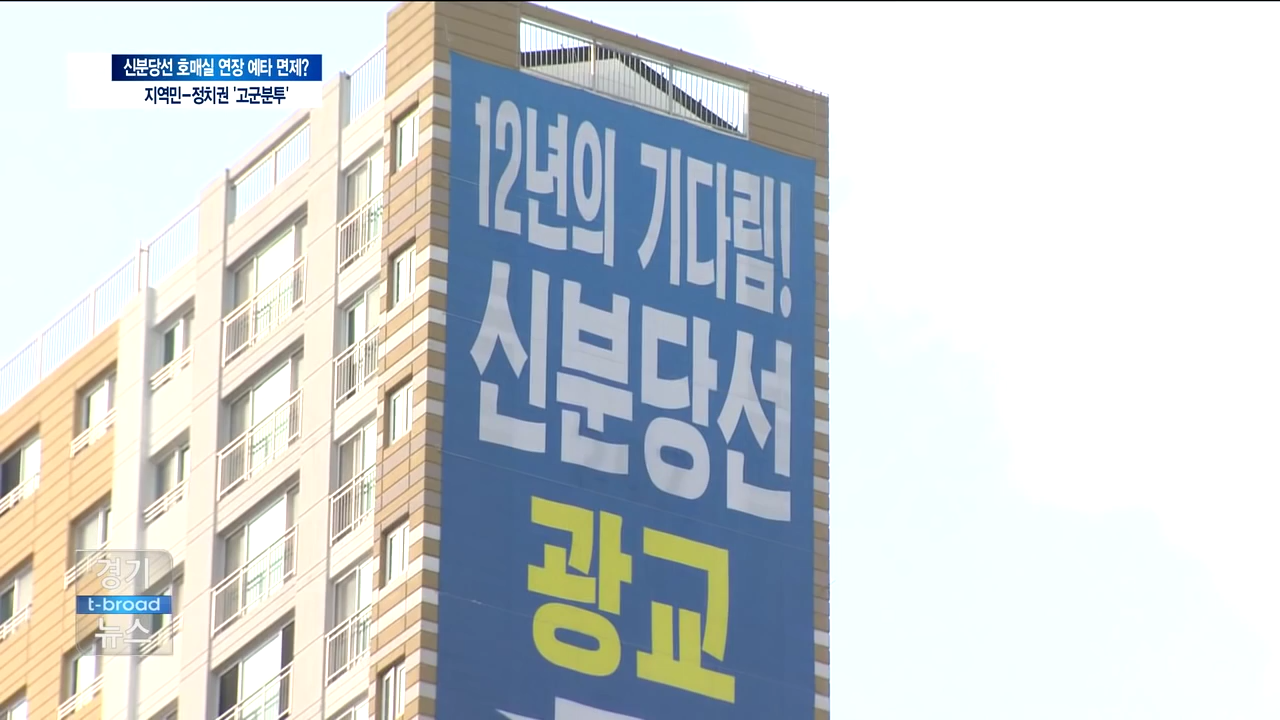 신분당선 호매실 연장 예타 면제?
지역민-정치권 '고군분투'
12년의 기다림!
신분당선
광교
경기
t-broad
뉴스